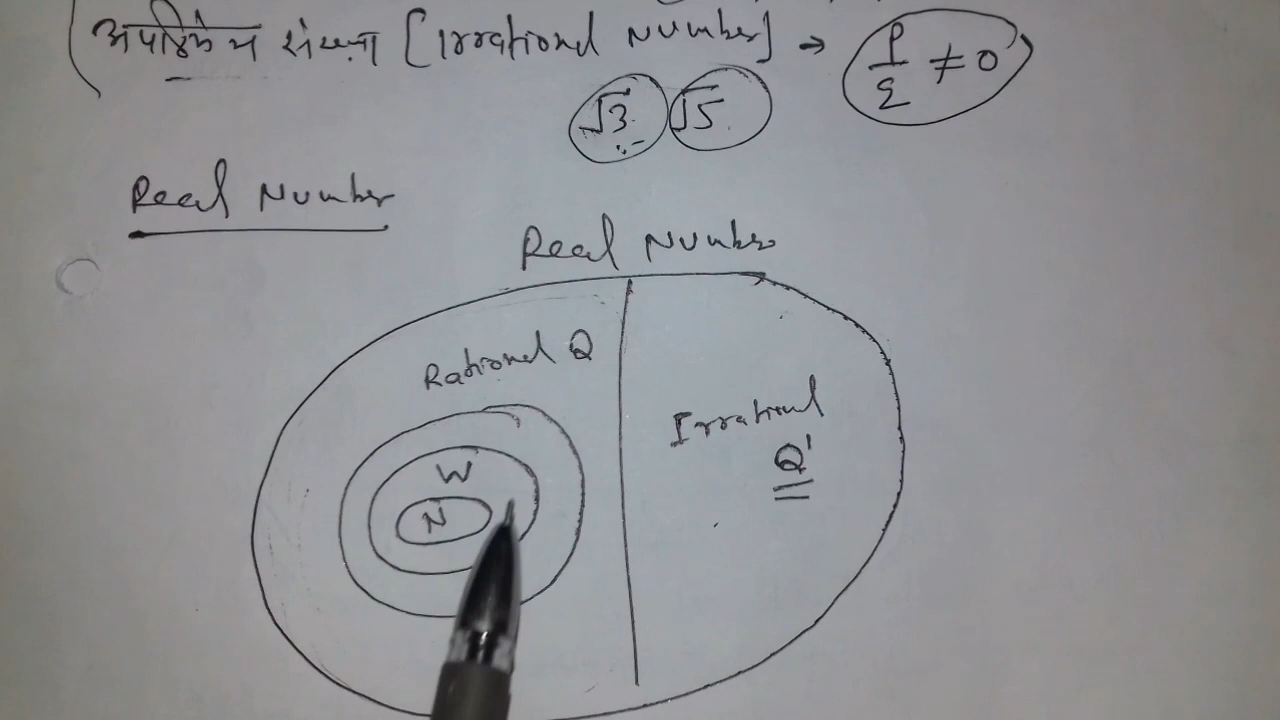 अपरिमेय संख्या [Irrational Number] → P/q ≠ 0
√3 √5
Real Number
Real Number
Rational Q
Irrational
Q'
W
N